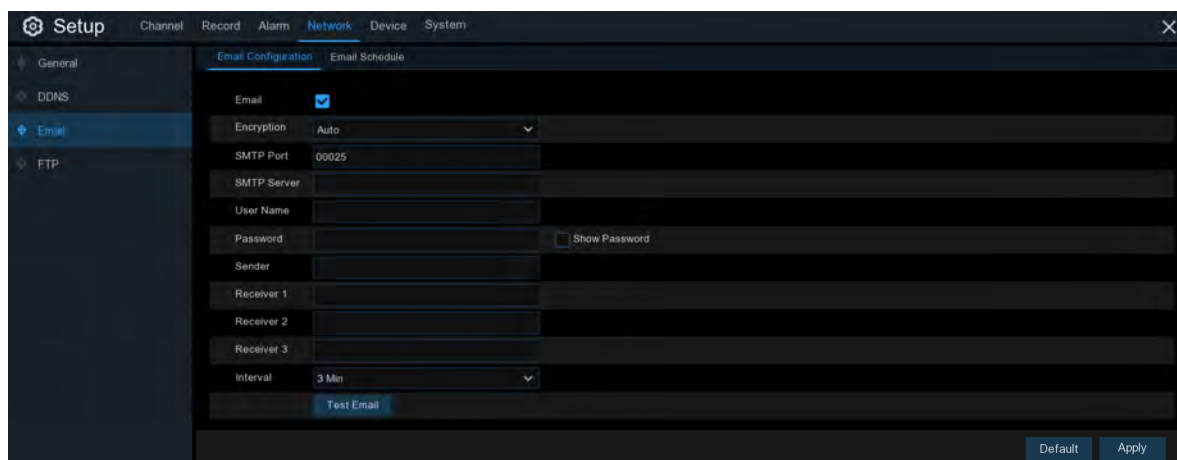 Setup Channel Record Alarm Network Device System
General
DDNS
Email
FTP
Email Configuration Email Schedule
Email
Encryption Auto
SMTP Port 00025
SMTP Server
User Name
Password Show Password
Sender
Receiver 1
Receiver 2
Receiver 3
Interval 3 Min
Test Email
Default Apply